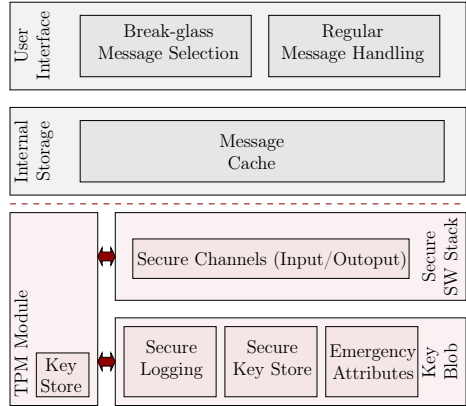 User
Interface
Break-glass
Message Selection
Regular
Message Handling
Internal
Storage
Message
Cache
TPM Module
Key
Store
Secure Channels (Input/Outoput)
Secure
SW Stack
Secure
Logging
Secure
Key Store
Emergency
Attributes
Key
Blob